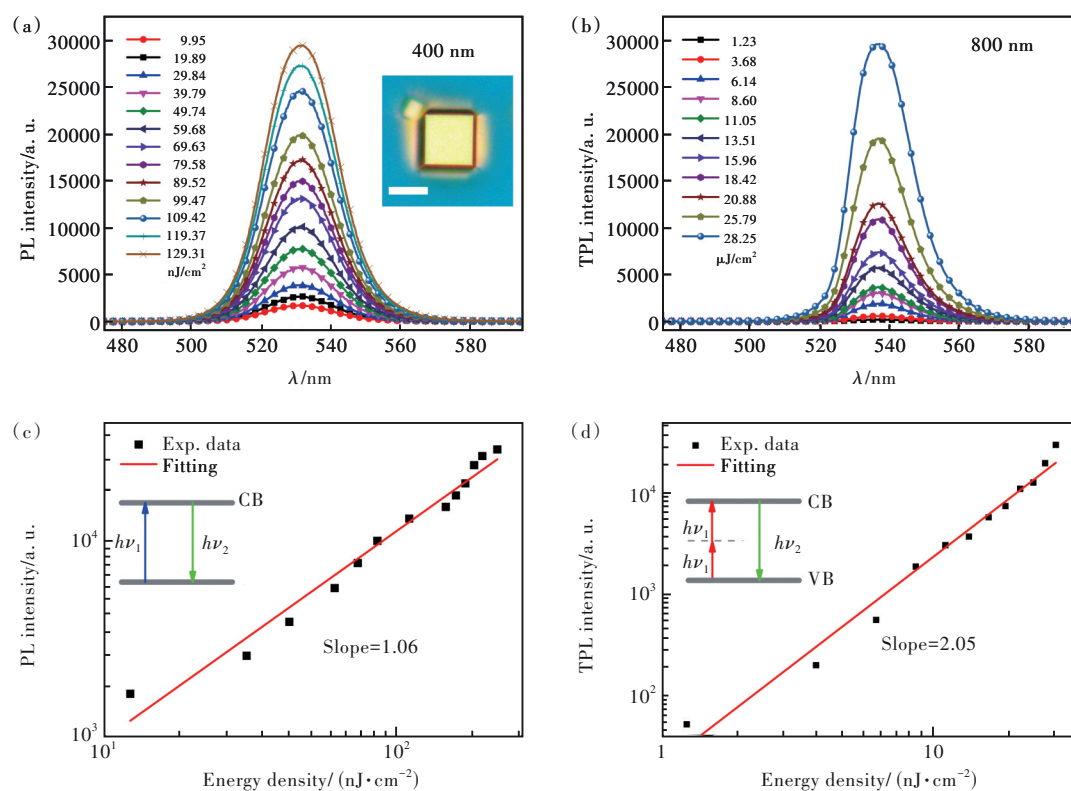 (a)
400 nm
30000
25000
20000
15000
10000
5000
0
PL intensity/a. u.
9.95
19.89
29.84
39.79
49.74
59.68
69.63
79.58
89.52
99.47
109.42
119.37
129.31
nJ/cm²
480 500 520 540 560 580
λ/nm
(b)
800 nm
30000
25000
20000
15000
10000
5000
0
TPL intensity/a. u.
1.23
3.68
6.14
8.60
11.05
13.51
15.96
18.42
20.88
25.79
28.25
μJ/cm²
480 500 520 540 560 580
λ/nm
(c)
Exp. data
Fitting
CB
hν₁
hν₂
Slope=1.06
PL intensity/a. u.
10⁴
10³
10¹ 10²
Energy density/ (nJ·cm⁻²)
(d)
Exp. data
Fitting
CB
hν₁
hν₁
hν₂
VB
Slope=2.05
TPL intensity/a. u.
10⁴
10³
10²
1 10
Energy density/ (nJ·cm⁻²)